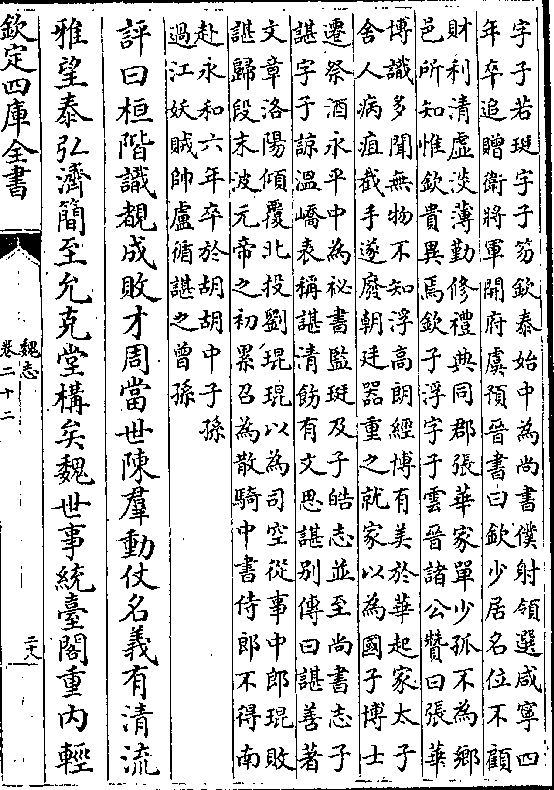 字子若珽字子笏欽泰始中為尚書僕射領選咸寧四
年卒追贈衛將軍開府虞預晉書曰欽少居名位不顧
財利清虛淡薄勤修禮典同郡張華家單少孤不為鄉
邑所知惟欽貴異焉欽子浮字子雲晉諸公贊曰張華
博識多聞無物不知浮高朗經博有美於華起家太子
舍人病疽截手遂廢朝廷器重之就家以為國子博士
遷祭酒永平中為祕書監珽及子皓志並至尚書志子
諶字子諒溫嶠表稱諶清飭有文思諶別傳曰諶善著
文章洛陽傾覆北投劉琨琨以為司空從事中郎琨敗
諶歸段末波元帝之初累召為散騎中書侍郎不得南
赴永和六年卒於胡胡中子孫
過江妖賊帥盧循諶之曾孫
評曰桓階識覩成敗才周當世陳羣動仗名義有清流
雅望泰弘濟簡至允克堂構矣魏世事統臺閣重內輕
欽定四庫全書
魏志
卷二十二
二十八